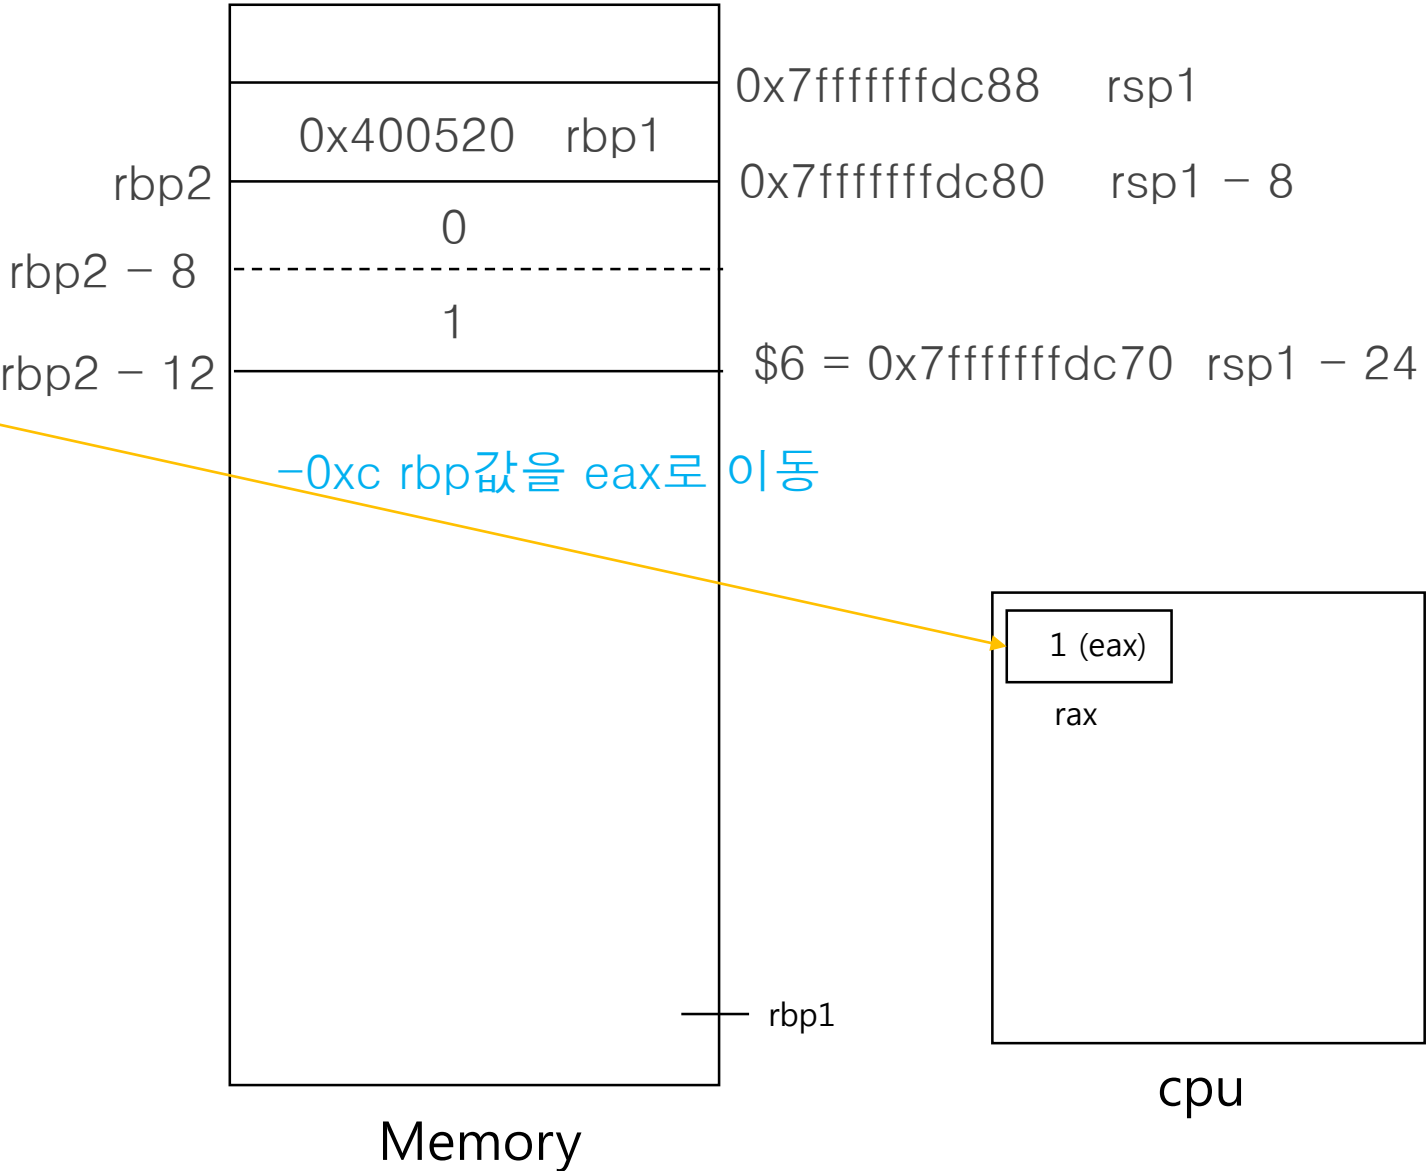 0x7fffffffdc88 rsp1
0x400520 rbp1
rbp2
0x7fffffffdc80 rsp1 - 8
0
rbp2 - 8
1
rbp2 - 12
$6 = 0x7fffffffdc70 rsp1 - 24
-0xc rbp값을 eax로 이동
1 (eax)
rax
rbp1
cpu
Memory